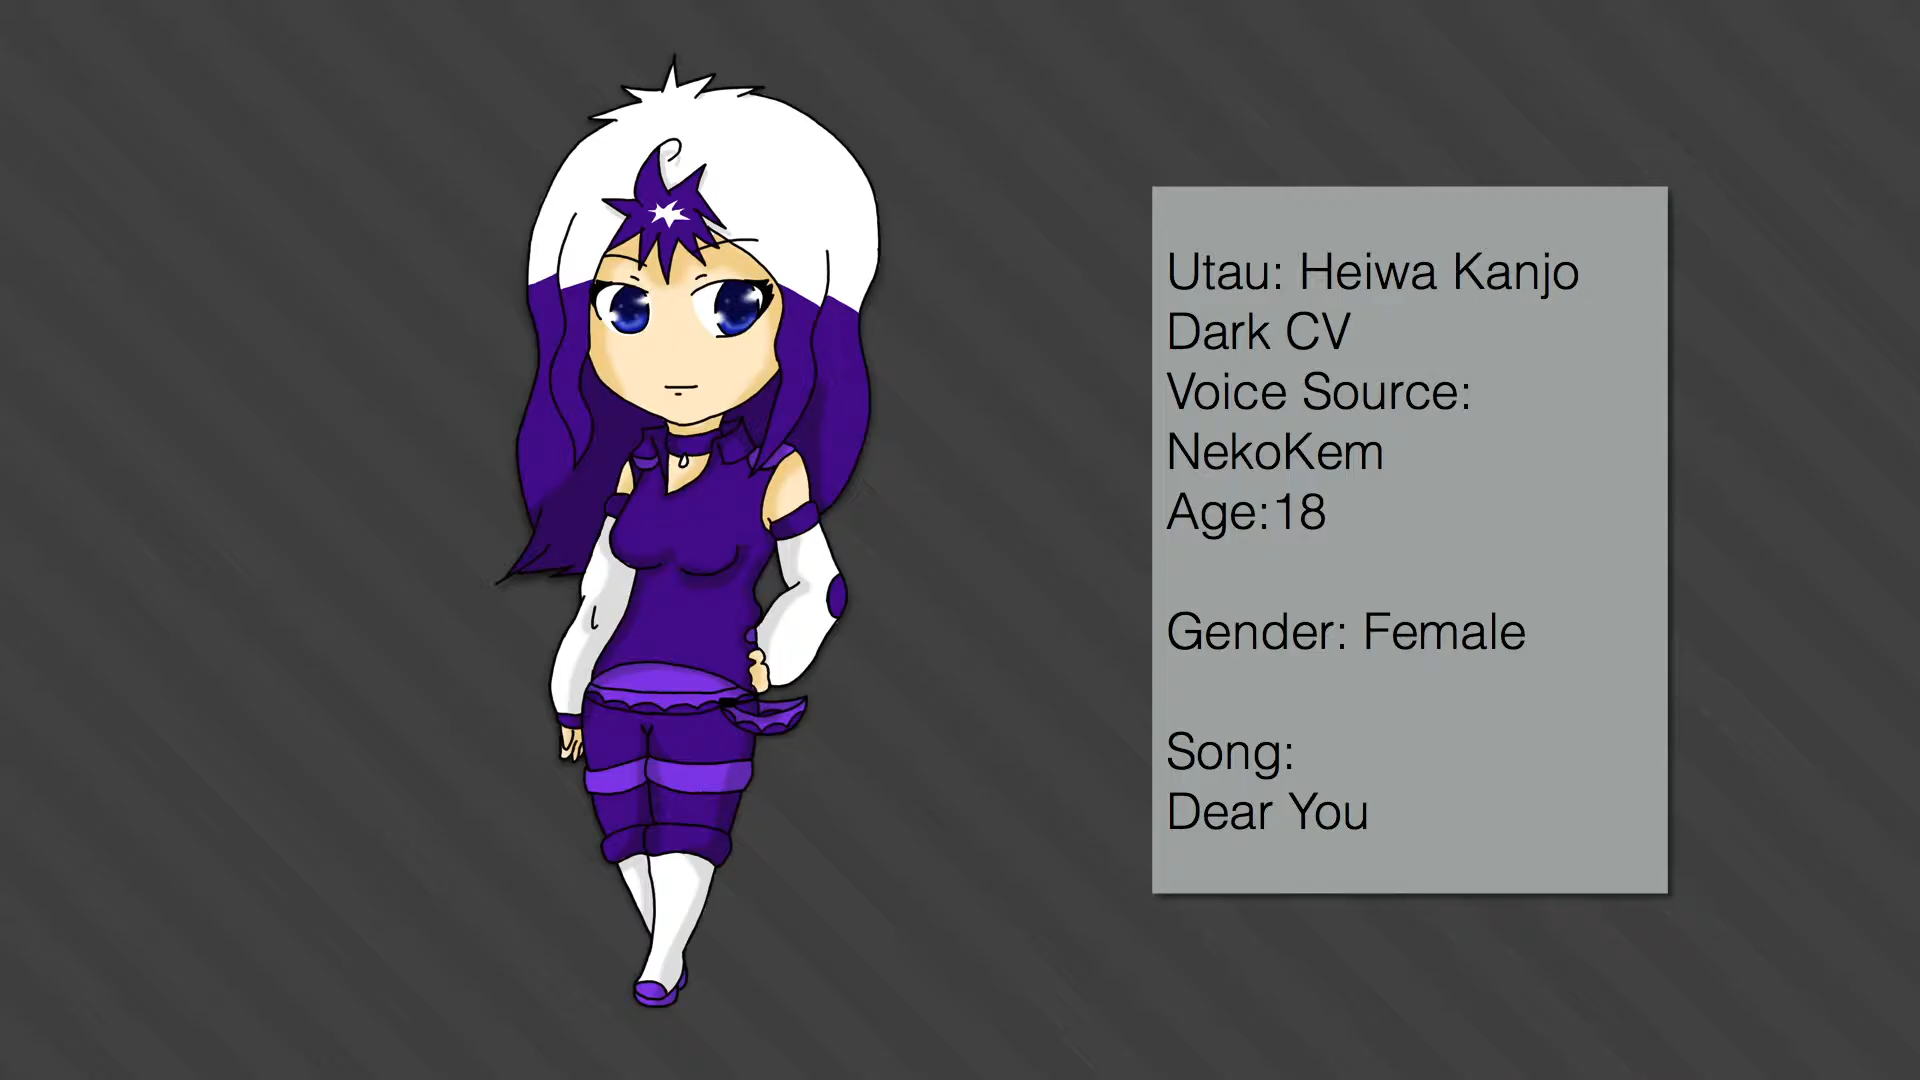 Utau: Heiwa Kanjo
Dark CV
Voice Source:
NekoKem
Age:18
Gender: Female
Song:
Dear You